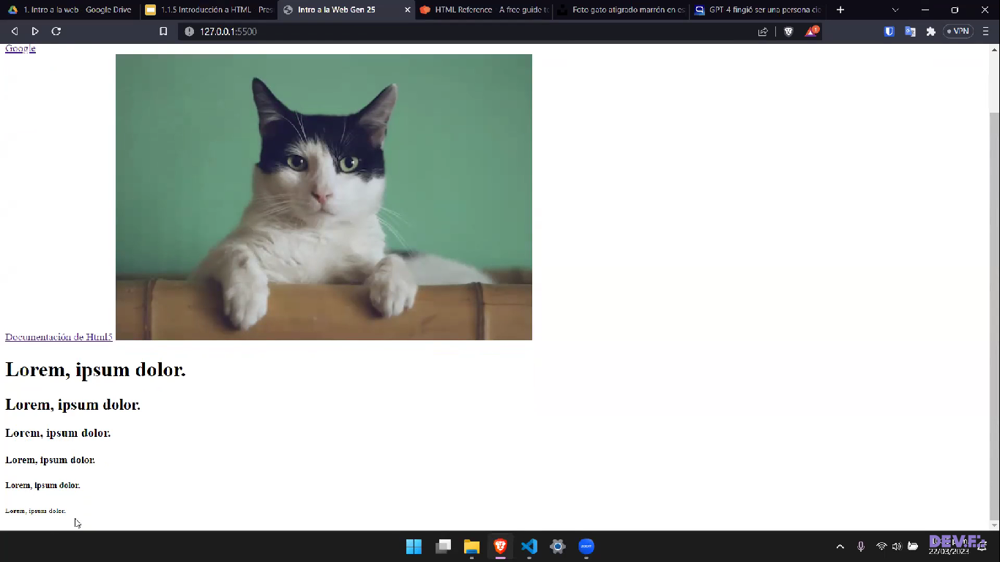 1. Intro a la web - Google Drive
1.1.5 Introducción a HTML - Pres
Intro a la Web Gen 25
HTML Reference - A free guide t
Foto gato atigrado marrón en es
GPT-4 fingió ser una persona cie
127.0.0.1:5500
1
VPN
Google
Documentación de Html5
Lorem, ipsum dolor.
Lorem, ipsum dolor.
Lorem, ipsum dolor.
Lorem, ipsum dolor.
Lorem, ipsum dolor.
Lorem, ipsum dolor.
zoom
DEV.F:
22/03/2023